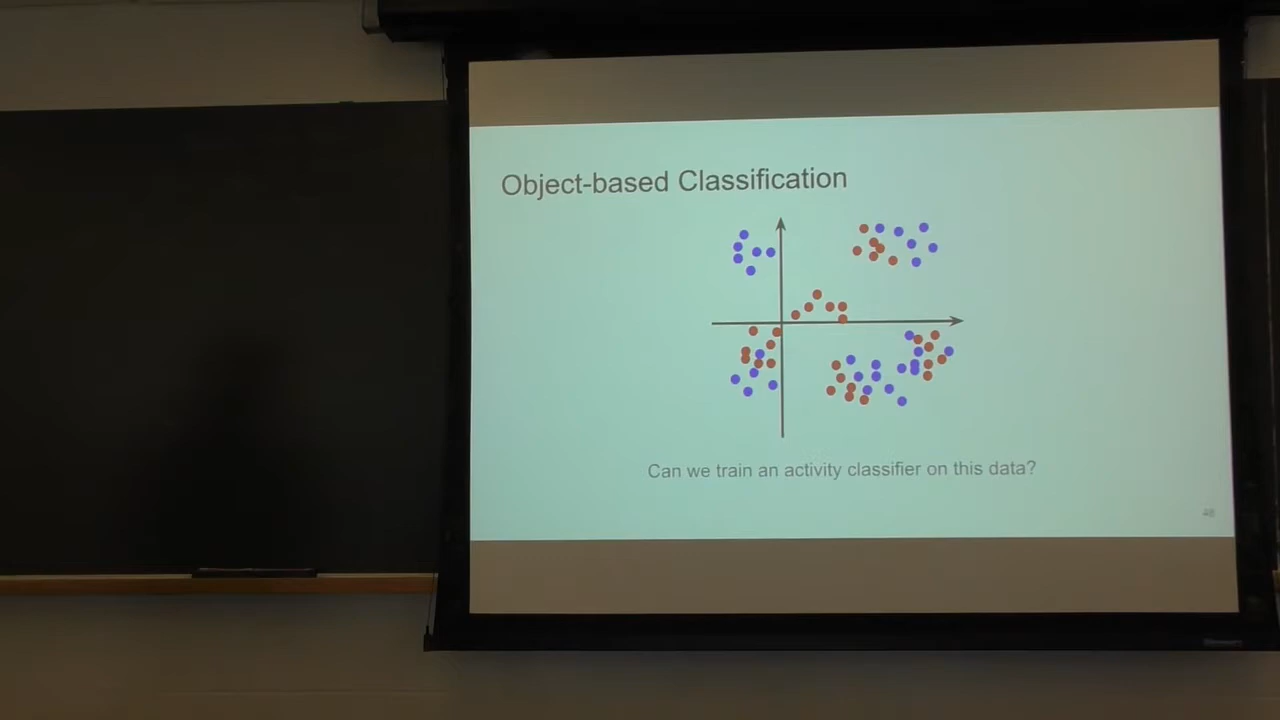 Object-based Classification
Can we train an activity classifier on this data?